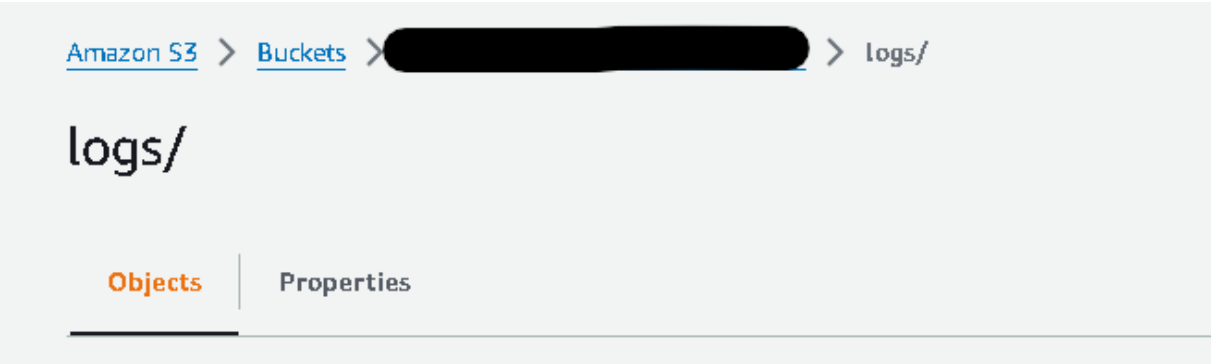 Amazon S3 > Buckets > > logs/
logs/
Objects
Properties